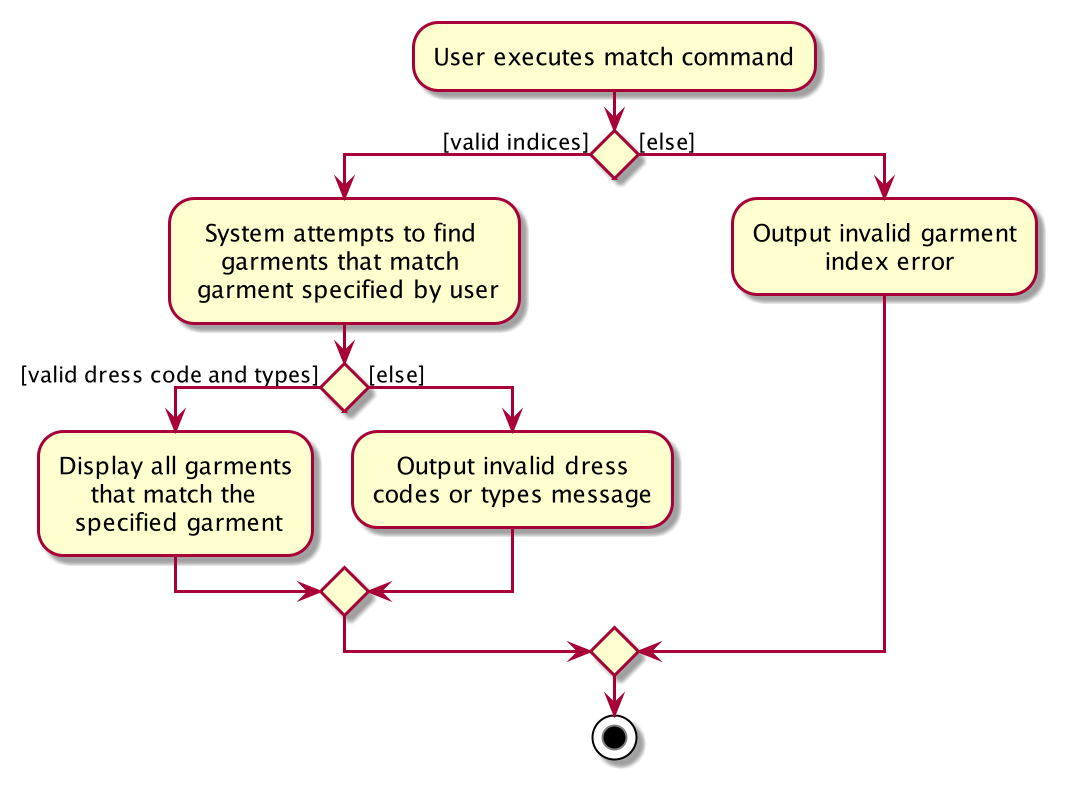 User executes match command
[valid indices]
[else]
System attempts to find
garments that match
garment specified by user
Output invalid garment
index error
[valid dress code and types]
[else]
Display all garments
that match the
specified garment
Output invalid dress
codes or types message